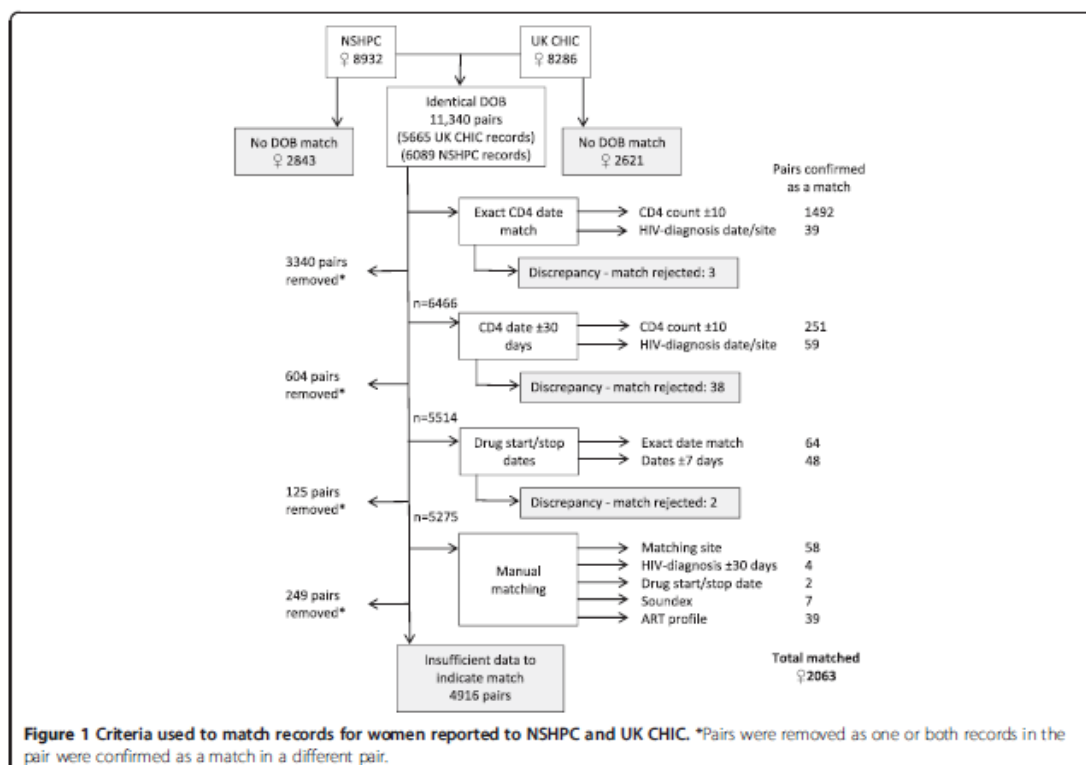 NSHPC
♀ 8932
UK CHIC
♀ 8286
Identical DOB
11,340 pairs
(5665 UK CHIC records)
(6089 NSHPC records)
No DOB match
♀ 2843
No DOB match
♀ 2621
Pairs confirmed
as a match
Exact CD4 date
match
CD4 count ±10 1492
HIV-diagnosis date/site 39
Discrepancy - match rejected: 3
3340 pairs
removed*
n=6466
CD4 date ±30
days
CD4 count ±10 251
HIV-diagnosis date/site 59
Discrepancy - match rejected: 38
604 pairs
removed*
n=5514
Drug start/stop
dates
Exact date match 64
Dates ±7 days 48
Discrepancy - match rejected: 2
125 pairs
removed*
n=5275
Manual
matching
Matching site 58
HIV-diagnosis ±30 days 4
Drug start/stop date 2
Soundex 7
ART profile 39
249 pairs
removed*
Insufficient data to
indicate match
4916 pairs
Total matched
♀2063
Figure 1 Criteria used to match records for women reported to NSHPC and UK CHIC. *Pairs were removed as one or both records in the
pair were confirmed as a match in a different pair.